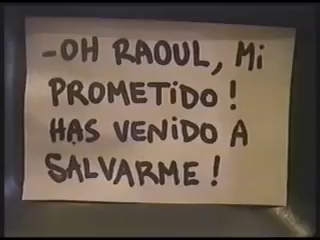 -OH RAOUL, Mi
PROMETiDO!
HAS VENiDO A
SALVARME!